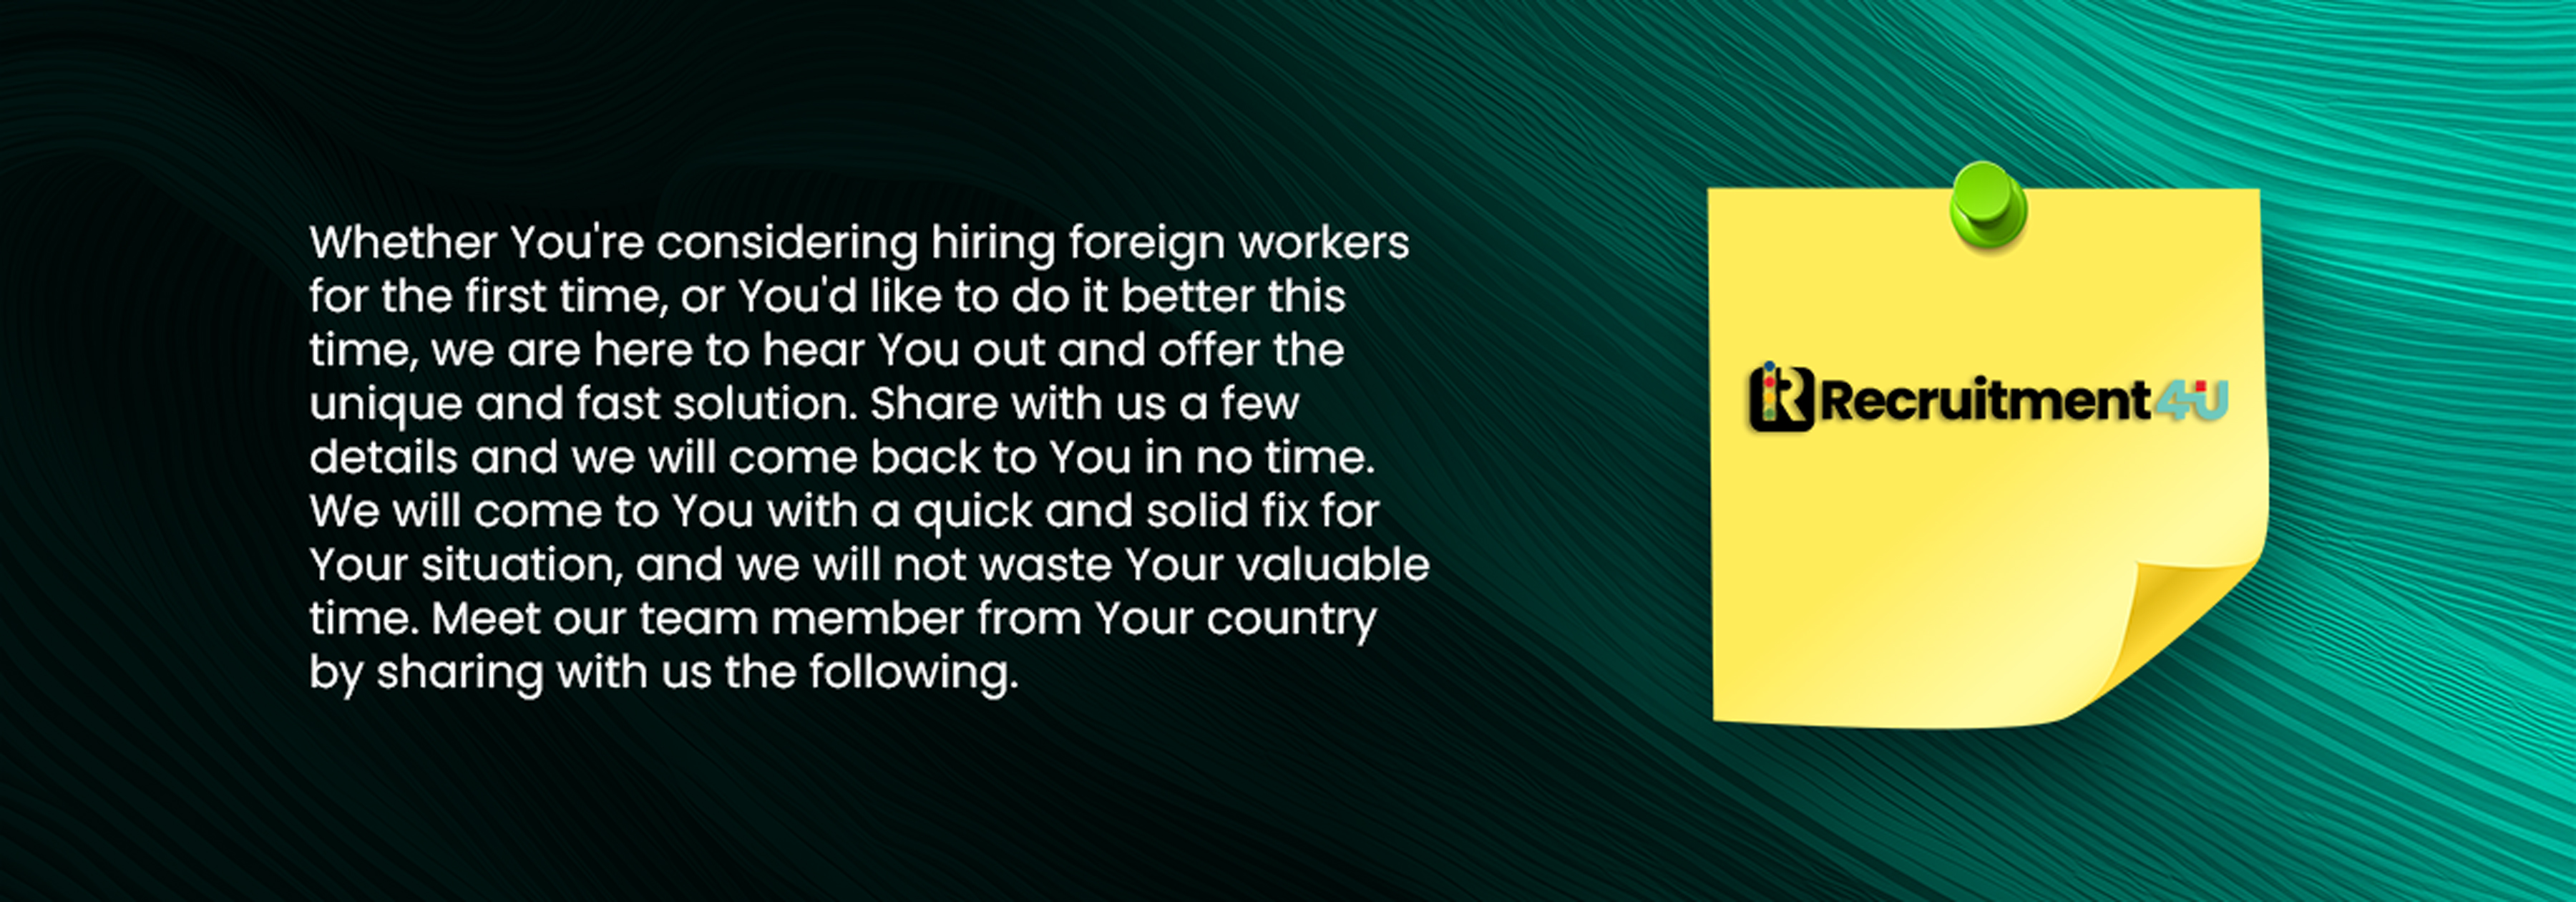 Whether You're considering hiring foreign workers
for the first time, or You'd like to do it better this
time, we are here to hear You out and offer the
unique and fast solution. Share with us a few
details and we will come back to You in no time.
We will come to You with a quick and solid fix for
Your situation, and we will not waste Your valuable
time. Meet our team member from Your country
by sharing with us the following.
Recruitment4U